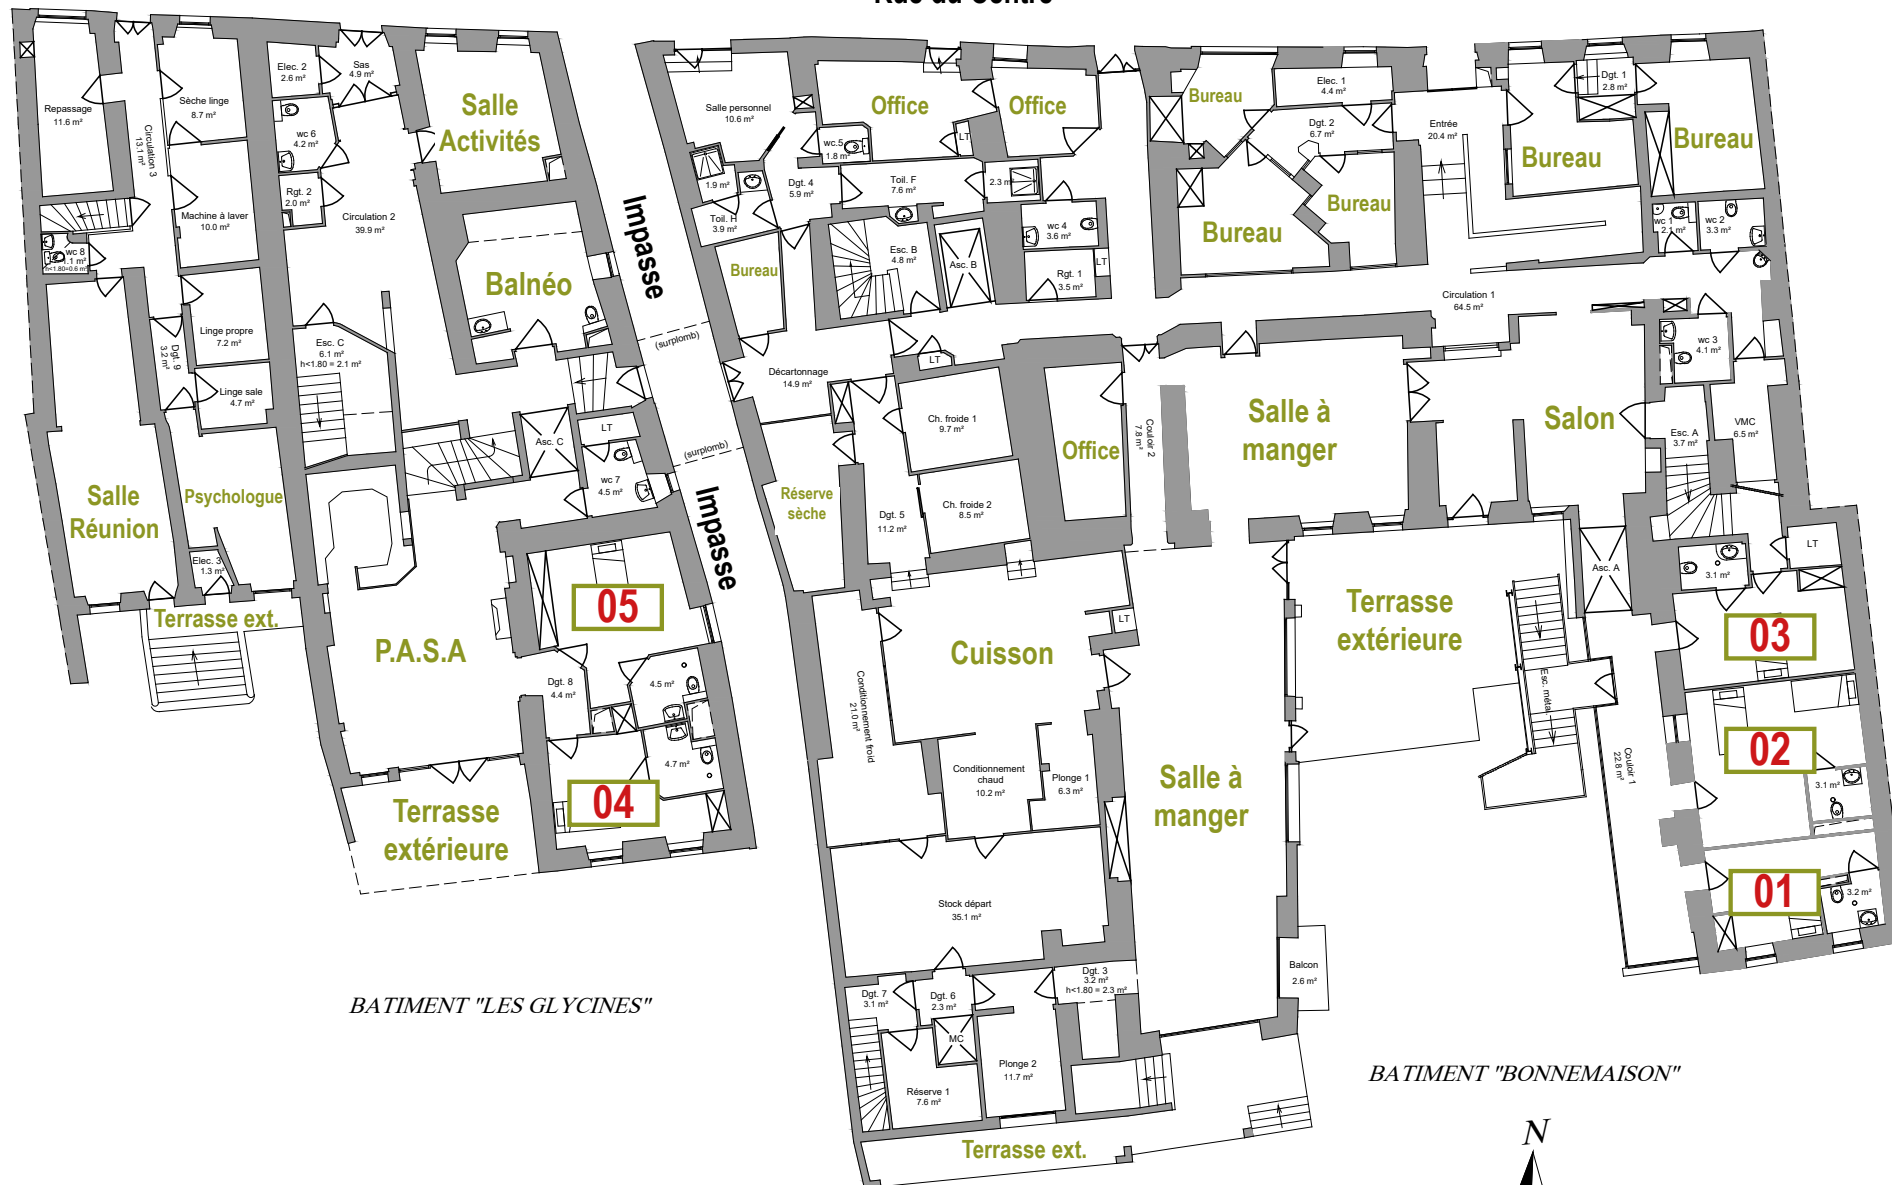 Rue du Centre
Repassage
11.6 m²
Circulation 3
13.1 m²
Sèche linge
8.7 m²
Elec. 2
2.6 m²
Sas
4.9 m²
wc 6
4.2 m²
Rgt. 2
2.0 m²
Circulation 2
39.9 m²
Machine à laver
10.0 m²
wc 8
1.1 m²
h<1.80=0.6 m²
Salle
Activités
Balnéo
Linge propre
7.2 m²
Dgt. 9
3.2 m²
Linge sale
4.7 m²
Esc. C
6.1 m²
h<1.80 = 2.1 m²
Asc. C
LT
wc 7
4.5 m²
Salle
Réunion
Psychologue
Elec. 3
1.3 m²
Terrasse ext.
P.A.S.A
05
Dgt. 8
4.4 m²
4.5 m²
4.7 m²
04
Terrasse
extérieure
BATIMENT "LES GLYCINES"
Impasse
(surplomb)
(surplomb)
Impasse
Salle personnel
10.6 m²
Office
Office
wc.5
1.8 m²
LT
1.9 m²
Dgt. 4
5.9 m²
Toil. F
7.6 m²
2.3 m²
Toil. H
3.9 m²
Bureau
Esc. B
4.8 m²
Asc. B
wc 4
3.6 m²
LT
Rgt. 1
3.5 m²
Bureau
Elec. 1
4.4 m²
Dgt. 2
6.7 m²
Entrée
20.4 m²
Bureau
Bureau
Dgt. 1
2.8 m²
Bureau
Bureau
wc 1
2.1 m²
wc 2
3.3 m²
Circulation 1
64.5 m²
Décartonnage
14.9 m²
LT
Ch. froide 1
9.7 m²
Office
Couloir 2
7.8 m²
Salle à
manger
Salon
wc 3
4.1 m²
Esc. A
3.7 m²
VMC
6.5 m²
Réserve
sèche
Dgt. 5
11.2 m²
Ch. froide 2
8.5 m²
Asc. A
LT
3.1 m²
Terrasse
extérieure
Esc. métal
03
LT
Cuisson
Conditionnement froid
21.0 m²
Conditionnement
chaud
10.2 m²
Plonge 1
6.3 m²
Salle à
manger
Couloir 1
22.8 m²
02
3.1 m²
01
3.2 m²
Stock départ
35.1 m²
Balcon
2.6 m²
Dgt. 7
3.1 m²
Dgt. 6
2.3 m²
Dgt. 3
3.2 m²
h<1.80 = 2.3 m²
MC
Plonge 2
11.7 m²
Réserve 1
7.6 m²
Terrasse ext.
BATIMENT "BONNEMAISON"
N